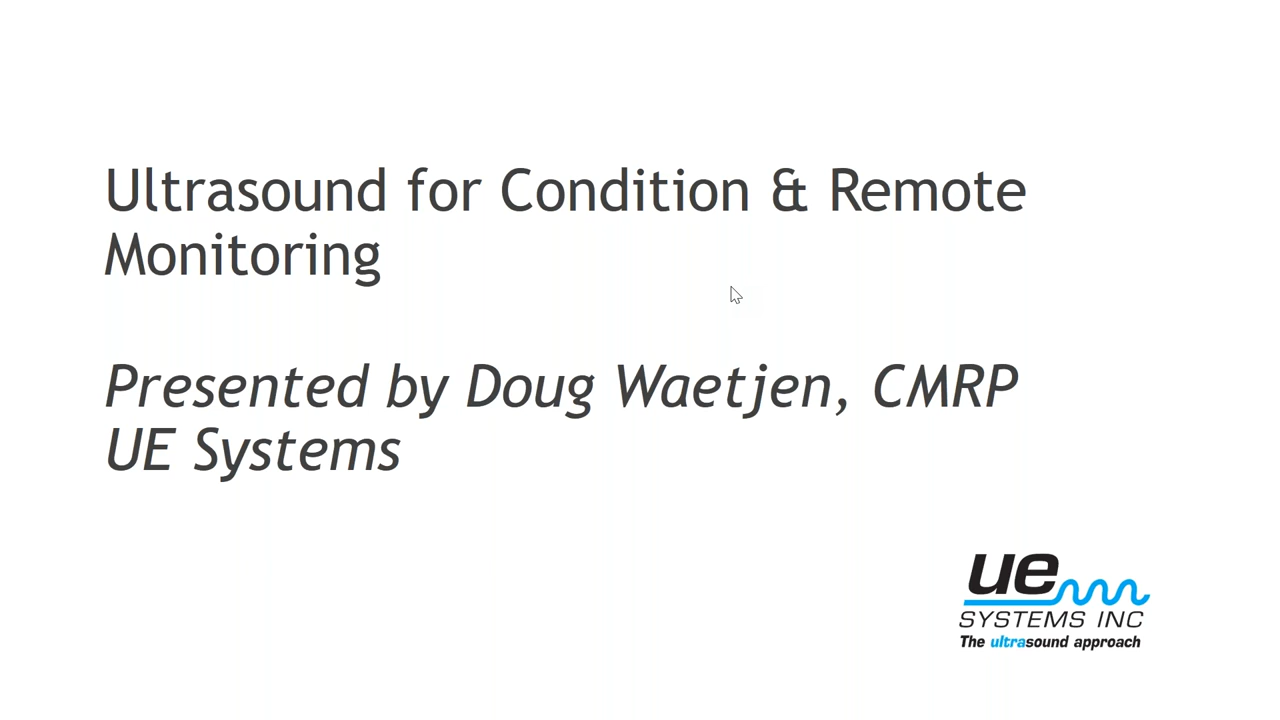 Ultrasound for Condition & Remote
Monitoring
Presented by Doug Waetjen, CMRP
UE Systems
ue
SYSTEMS INC
The ultrasound approach